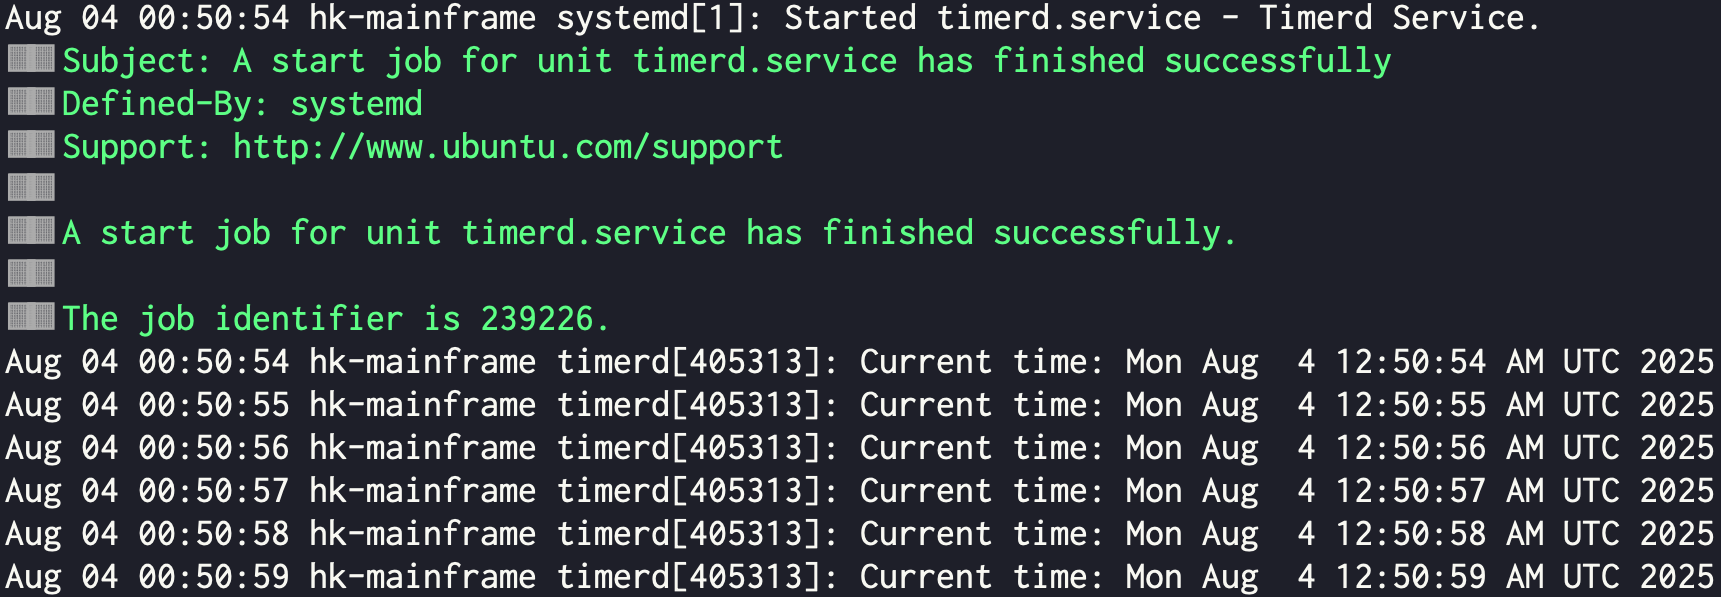 Aug 04 00:50:54 hk-mainframe systemd[1]: Started timerd.service - Timerd Service.
░░ Subject: A start job for unit timerd.service has finished successfully
░░ Defined-By: systemd
░░ Support: http://www.ubuntu.com/support
░░
░░ A start job for unit timerd.service has finished successfully.
░░
░░ The job identifier is 239226.
Aug 04 00:50:54 hk-mainframe timerd[405313]: Current time: Mon Aug  4 12:50:54 AM UTC 2025
Aug 04 00:50:55 hk-mainframe timerd[405313]: Current time: Mon Aug  4 12:50:55 AM UTC 2025
Aug 04 00:50:56 hk-mainframe timerd[405313]: Current time: Mon Aug  4 12:50:56 AM UTC 2025
Aug 04 00:50:57 hk-mainframe timerd[405313]: Current time: Mon Aug  4 12:50:57 AM UTC 2025
Aug 04 00:50:58 hk-mainframe timerd[405313]: Current time: Mon Aug  4 12:50:58 AM UTC 2025
Aug 04 00:50:59 hk-mainframe timerd[405313]: Current time: Mon Aug  4 12:50:59 AM UTC 2025